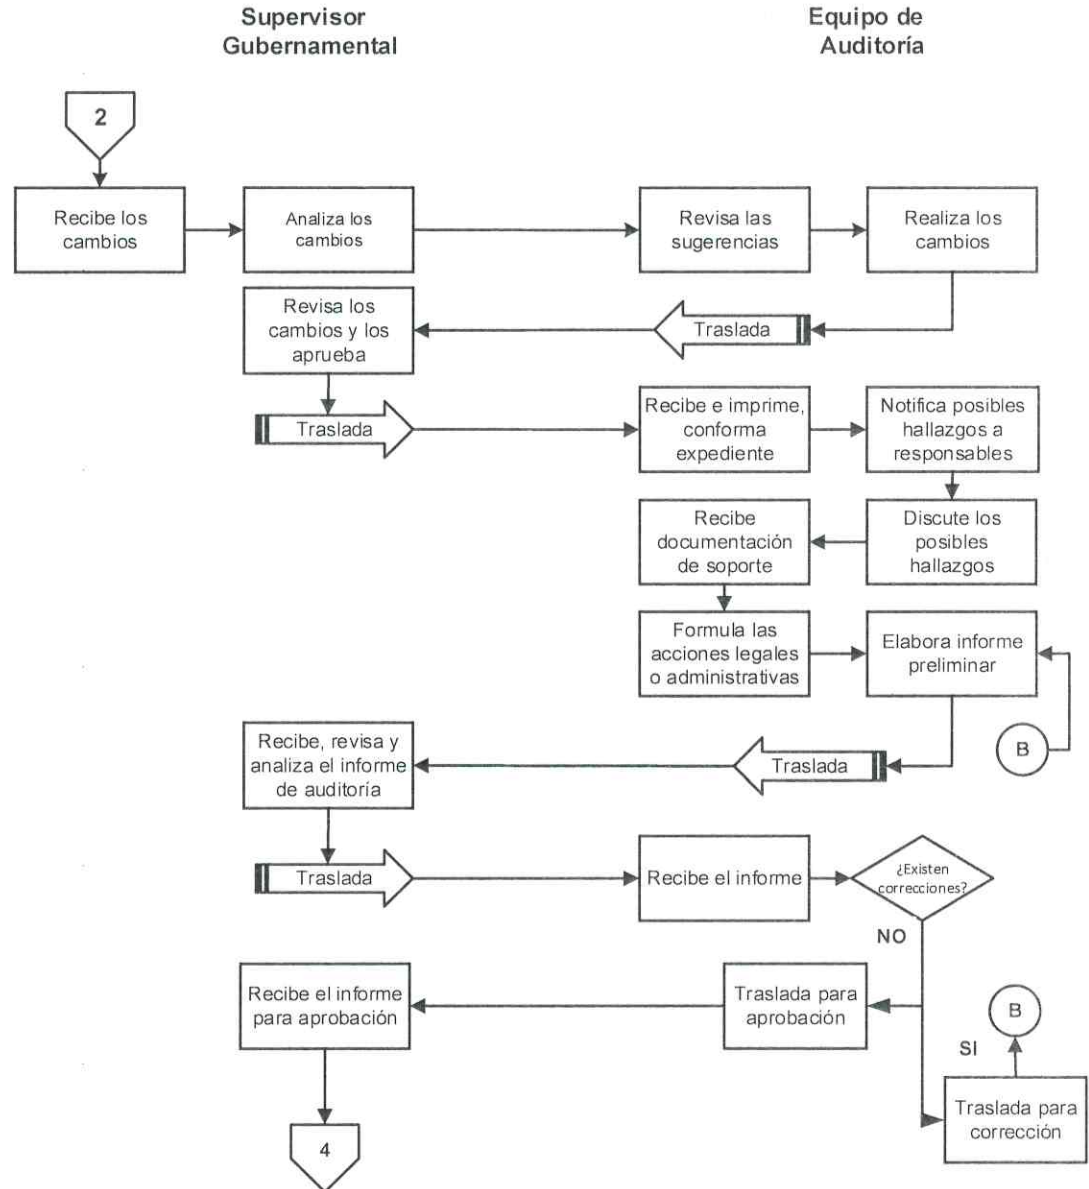 Supervisor
Gubernamental
Equipo de
Auditoría
2
Recibe los
cambios
Analiza los
cambios
Revisa las
sugerencias
Realiza los
cambios
Revisa los
cambios y los
aprueba
Traslada
Traslada
Recibe e imprime,
conforma
expediente
Notifica posibles
hallazgos a
responsables
Recibe
documentación
de soporte
Discute los
posibles
hallazgos
Formula las
acciones legales
o administrativas
Elabora informe
preliminar
B
Recibe, revisa y
analiza el informe
de auditoría
Traslada
Traslada
Recibe el informe
¿Existen
correcciones?
NO
Recibe el informe
para aprobación
Traslada para
aprobación
B
SI
Traslada para
corrección
4